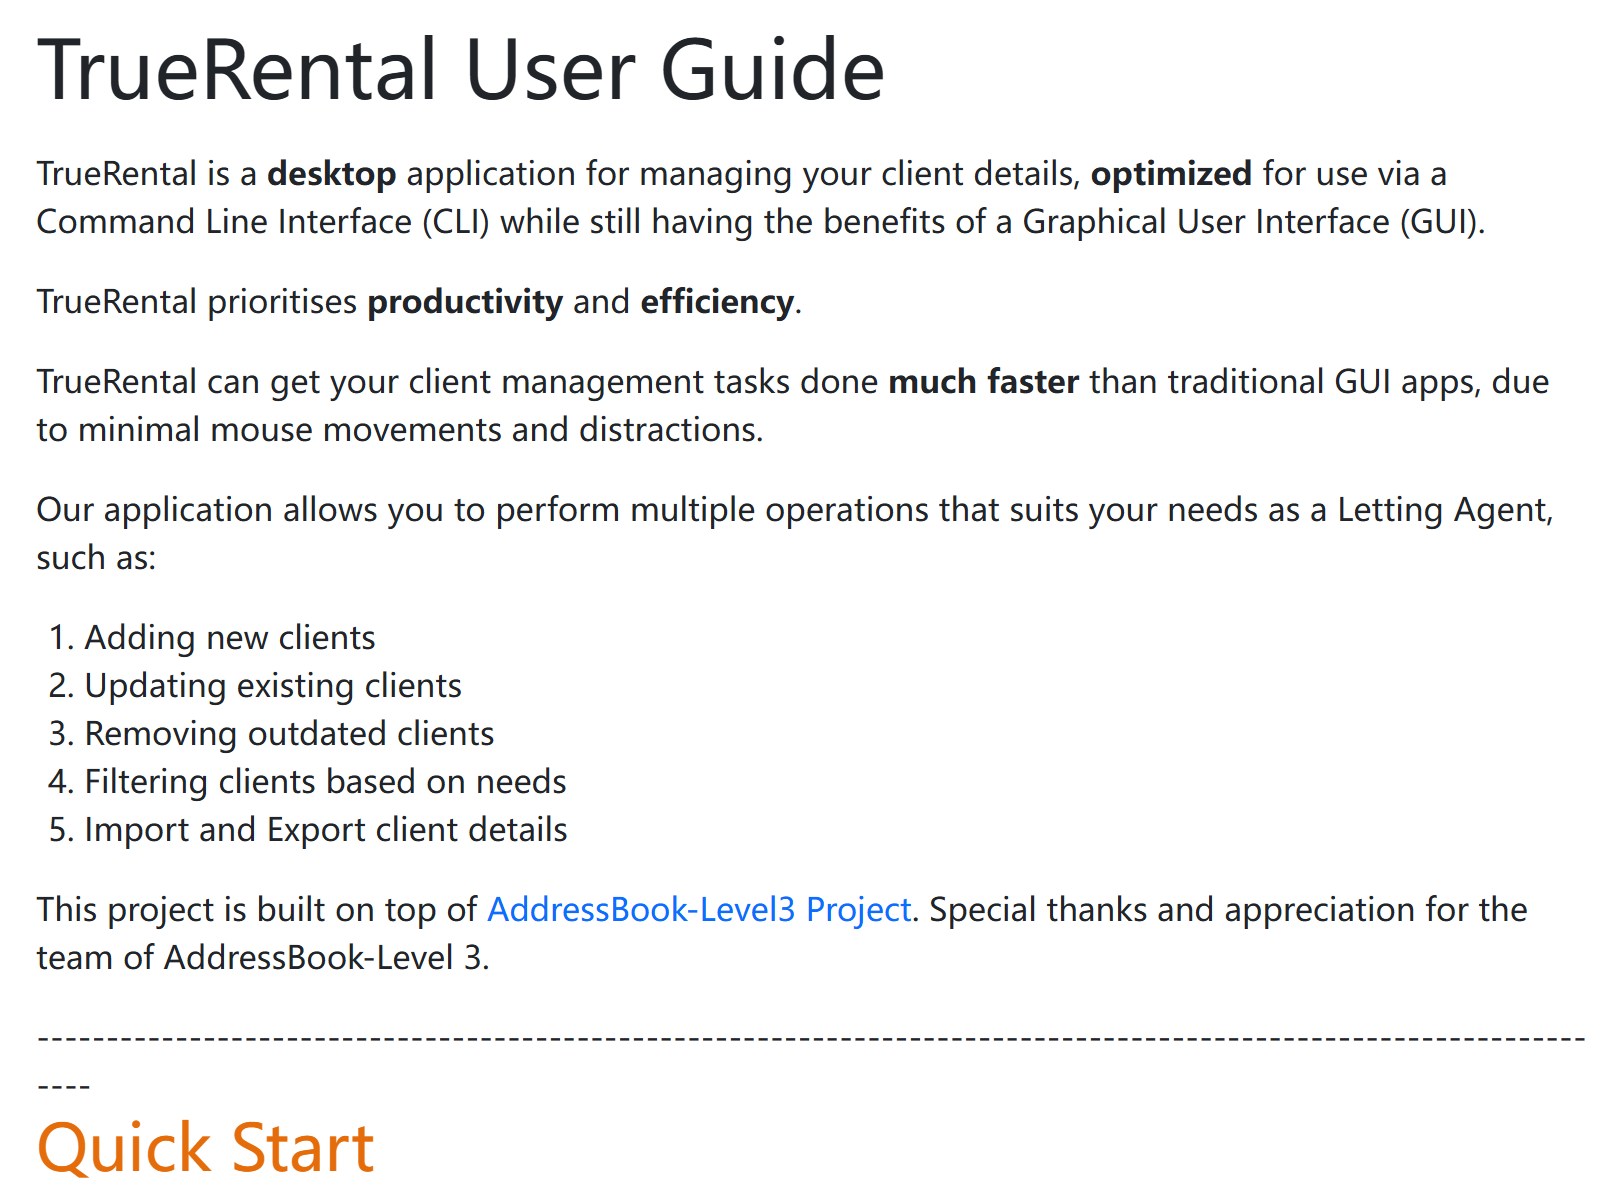 TrueRental User Guide
TrueRental is a desktop application for managing your client details, optimized for use via a
Command Line Interface (CLI) while still having the benefits of a Graphical User Interface (GUI).
TrueRental prioritises productivity and efficiency.
TrueRental can get your client management tasks done much faster than traditional GUI apps, due
to minimal mouse movements and distractions.
Our application allows you to perform multiple operations that suits your needs as a Letting Agent,
such as:
1. Adding new clients
2. Updating existing clients
3. Removing outdated clients
4. Filtering clients based on needs
5. Import and Export client details
This project is built on top of AddressBook-Level3 Project. Special thanks and appreciation for the
team of AddressBook-Level 3.
----------------------------------------------------------------------------------------------------------------
----
Quick Start